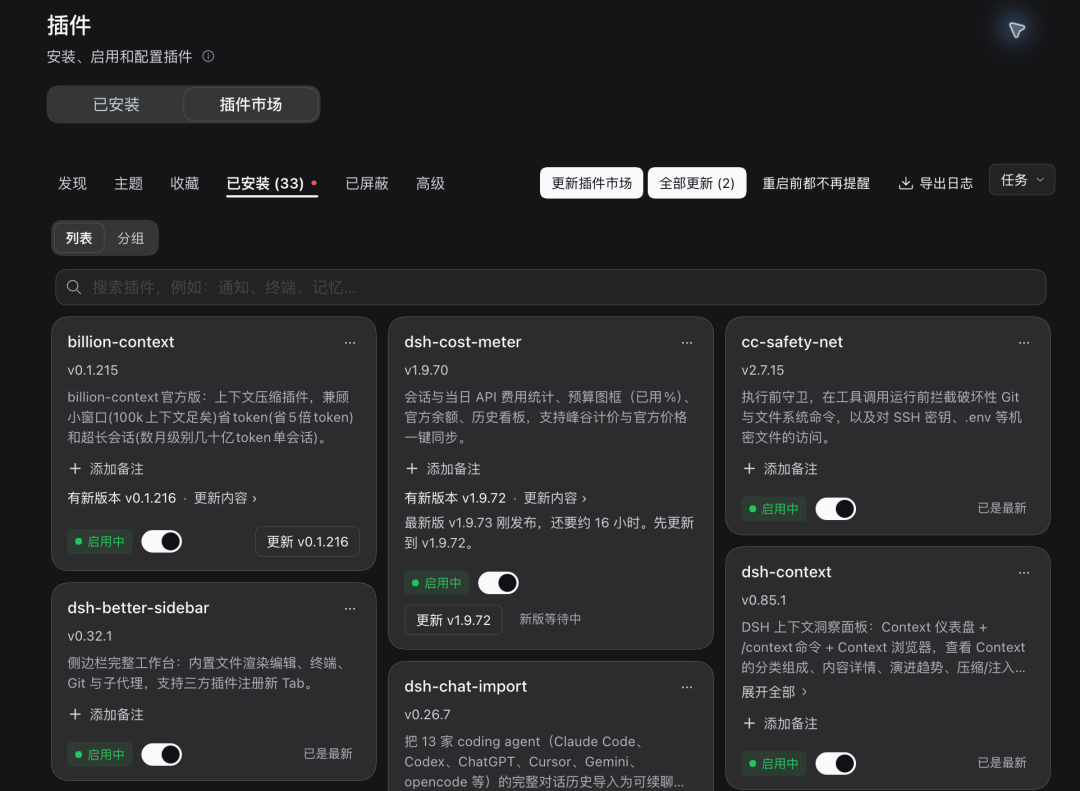 插件
安装、启用和配置插件
已安装
插件市场
发现
主题
收藏
已安装 (33)
已屏蔽
高级
更新插件市场
全部更新 (2)
重启前都不再提醒
导出日志
任务
列表
分组
搜索插件，例如：通知、终端、记忆...
billion-context
v0.1.215
billion-context官方版：上下文压缩插件，兼顾
小窗口(100k上下文足矣)省token(省5倍token)
和超长会话(数月级别几十亿token单会话)。
添加备注
有新版本 v0.1.216 · 更新内容 ›
启用中
更新 v0.1.216
dsh-better-sidebar
v0.32.1
侧边栏完整工作台：内置文件渲染编辑、终端、
Git 与子代理，支持三方插件注册新 Tab。
添加备注
启用中
已是最新
dsh-cost-meter
v1.9.70
会话与当日 API 费用统计、预算图框（已用%）、
官方余额、历史看板，支持峰谷计价与官方价格
一键同步。
添加备注
有新版本 v1.9.72 · 更新内容 ›
最新版 v1.9.73 刚发布，还要约 16 小时。先更新
到 v1.9.72。
启用中
更新 v1.9.72
新版等待中
dsh-chat-import
v0.26.7
把 13 家 coding agent（Claude Code、
Codex、ChatGPT、Cursor、Gemini、
opencode 等）的完整对话历史导入为可续聊...
cc-safety-net
v2.7.15
执行前守卫，在工具调用运行前拦截破坏性 Git
与文件系统命令，以及对 SSH 密钥、.env 等机
密文件的访问。
添加备注
启用中
已是最新
dsh-context
v0.85.1
DSH 上下文洞察面板：Context 仪表盘 +
/context命令 + Context 浏览器，查看 Context
的分类组成、内容详情、演进趋势、压缩/注入...
展开全部 ›
添加备注
启用中
已是最新